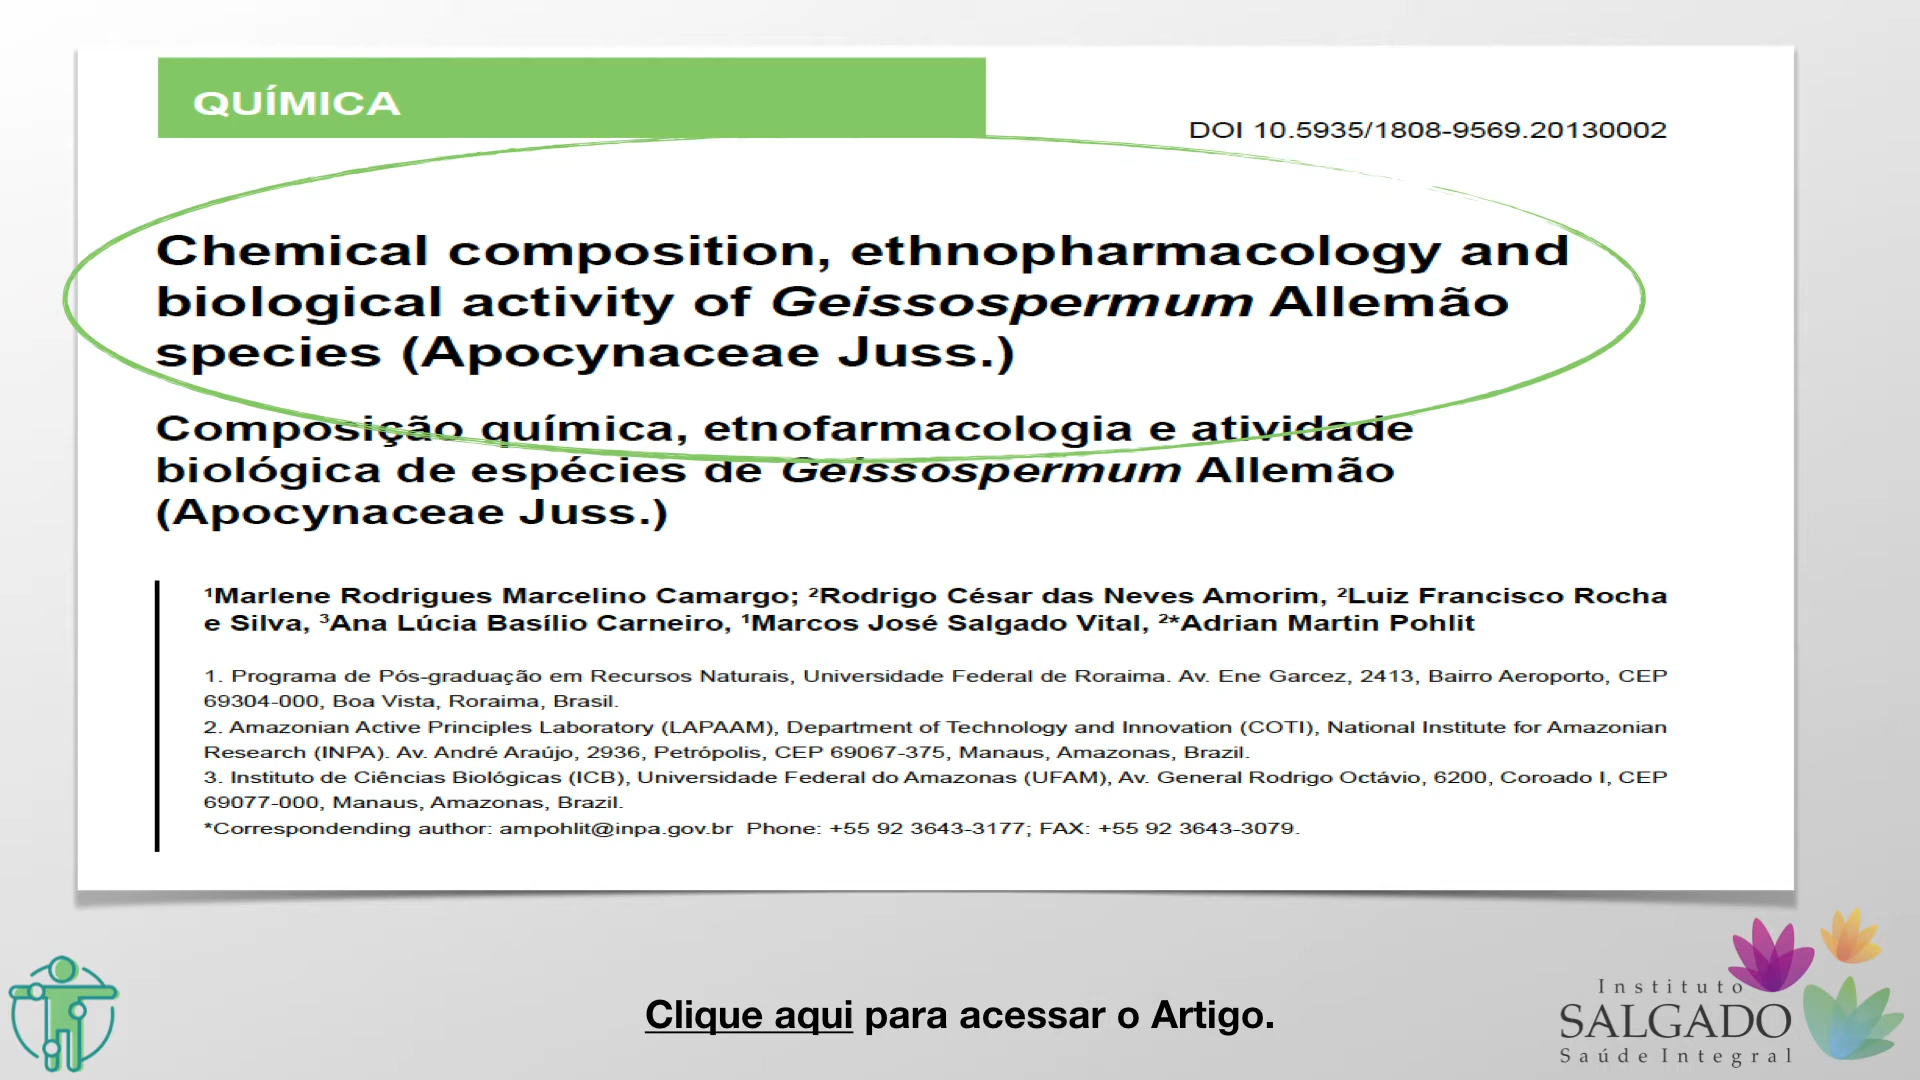 QUÍMICA
DOI 10.5935/1808-9569.20130002
Chemical composition, ethnopharmacology and
biological activity of Geissospermum Allemão
species (Apocynaceae Juss.)
Composição química, etnofarmacologia e atividade
biológica de espécies de Geissospermum Allemão
(Apocynaceae Juss.)
¹Marlene Rodrigues Marcelino Camargo; ²Rodrigo César das Neves Amorim, ²Luiz Francisco Rocha
e Silva, ³Ana Lúcia Basílio Carneiro, ¹Marcos José Salgado Vital, ²*Adrian Martin Pohlit
1. Programa de Pós-graduação em Recursos Naturais, Universidade Federal de Roraima. Av. Ene Garcez, 2413, Bairro Aeroporto, CEP
69304-000, Boa Vista, Roraima, Brasil.
2. Amazonian Active Principles Laboratory (LAPAAM), Department of Technology and Innovation (COTI), National Institute for Amazonian
Research (INPA). Av. André Araújo, 2936, Petrópolis, CEP 69067-375, Manaus, Amazonas, Brazil.
3. Instituto de Ciências Biológicas (ICB), Universidade Federal do Amazonas (UFAM), Av. General Rodrigo Octávio, 6200, Coroado I, CEP
69077-000, Manaus, Amazonas, Brazil.
*Correspondending author: ampohlit@inpa.gov.br Phone: +55 92 3643-3177; FAX: +55 92 3643-3079.
Clique aqui para acessar o Artigo.
Instituto
SALGADO
Saúde Integral